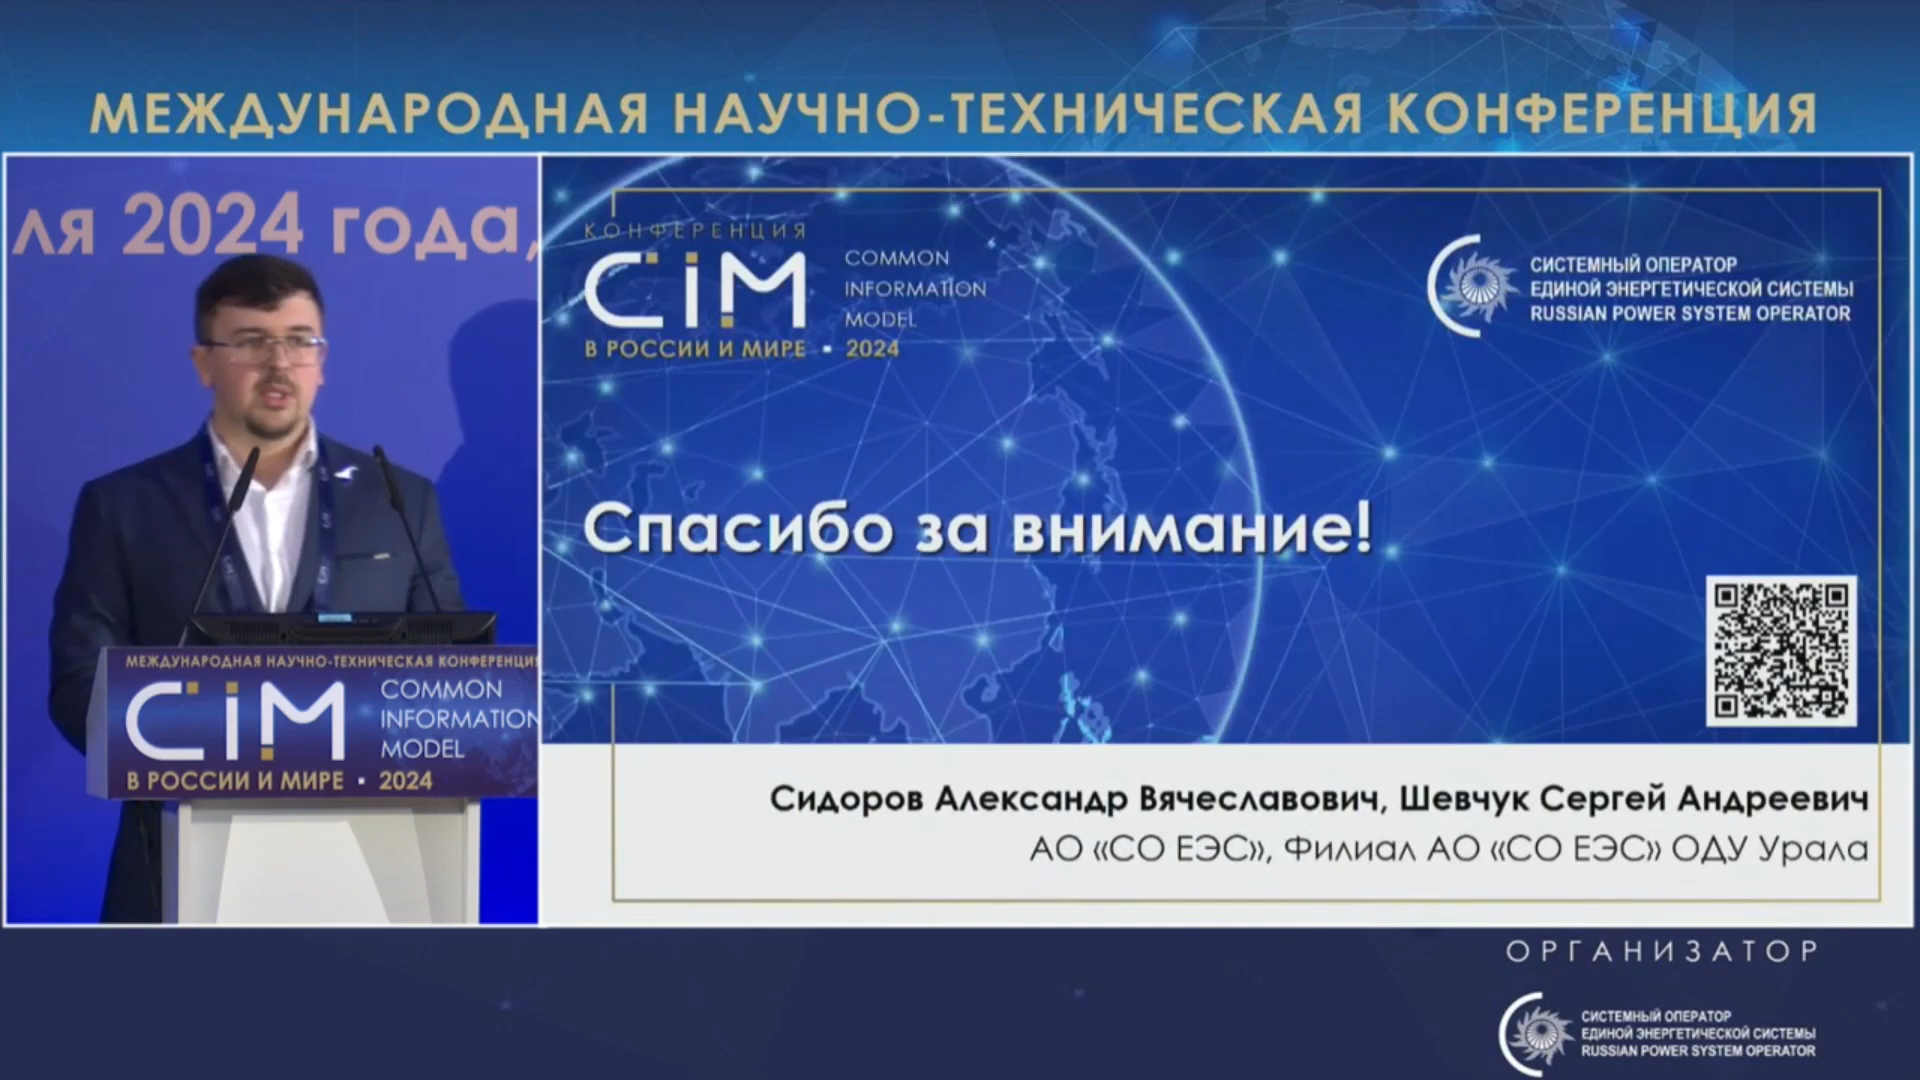 МЕЖДУНАРОДНАЯ НАУЧНО-ТЕХНИЧЕСКАЯ КОНФЕРЕНЦИЯ
ля 2024 года,
МЕЖДУНАРОДНАЯ НАУЧНО-ТЕХНИЧЕСКАЯ КОНФЕРЕНЦИ
CIM
COMMON
INFORMATION
MODEL
В РОССИИ И МИРЕ ▪ 2024
КОНФЕРЕНЦИЯ
CIM
COMMON
INFORMATION
MODEL
В РОССИИ И МИРЕ ▪ 2024
СИСТЕМНЫЙ ОПЕРАТОР
ЕДИНОЙ ЭНЕРГЕТИЧЕСКОЙ СИСТЕМЫ
RUSSIAN POWER SYSTEM OPERATOR
Спасибо за внимание!
Сидоров Александр Вячеславович, Шевчук Сергей Андреевич
АО «СО ЕЭС», Филиал АО «СО ЕЭС» ОДУ Урала
ОРГАНИЗАТОР
СИСТЕМНЫЙ ОПЕРАТОР
ЕДИНОЙ ЭНЕРГЕТИЧЕСКОЙ СИСТЕМЫ
RUSSIAN POWER SYSTEM OPERATOR